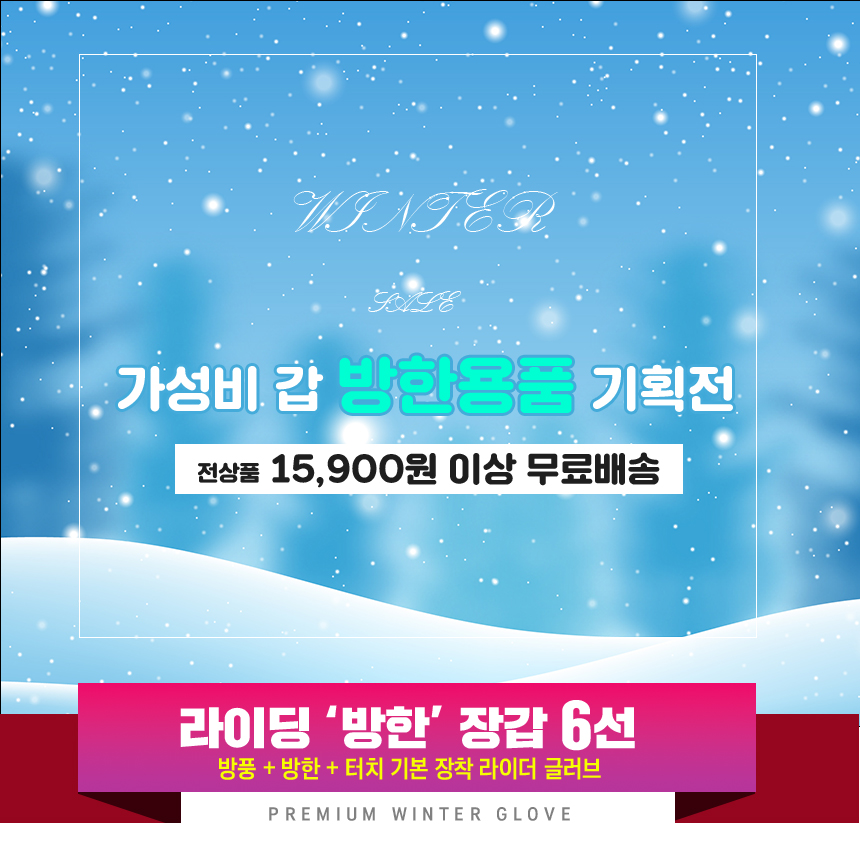 WINTER
SALE
가성비 갑 방한용품 기획전
전상품 15,900원 이상 무료배송
라이딩 ‘방한’ 장갑 6선
방풍 + 방한 + 터치 기본 장착 라이더 글러브
PREMIUM WINTER GLOVE